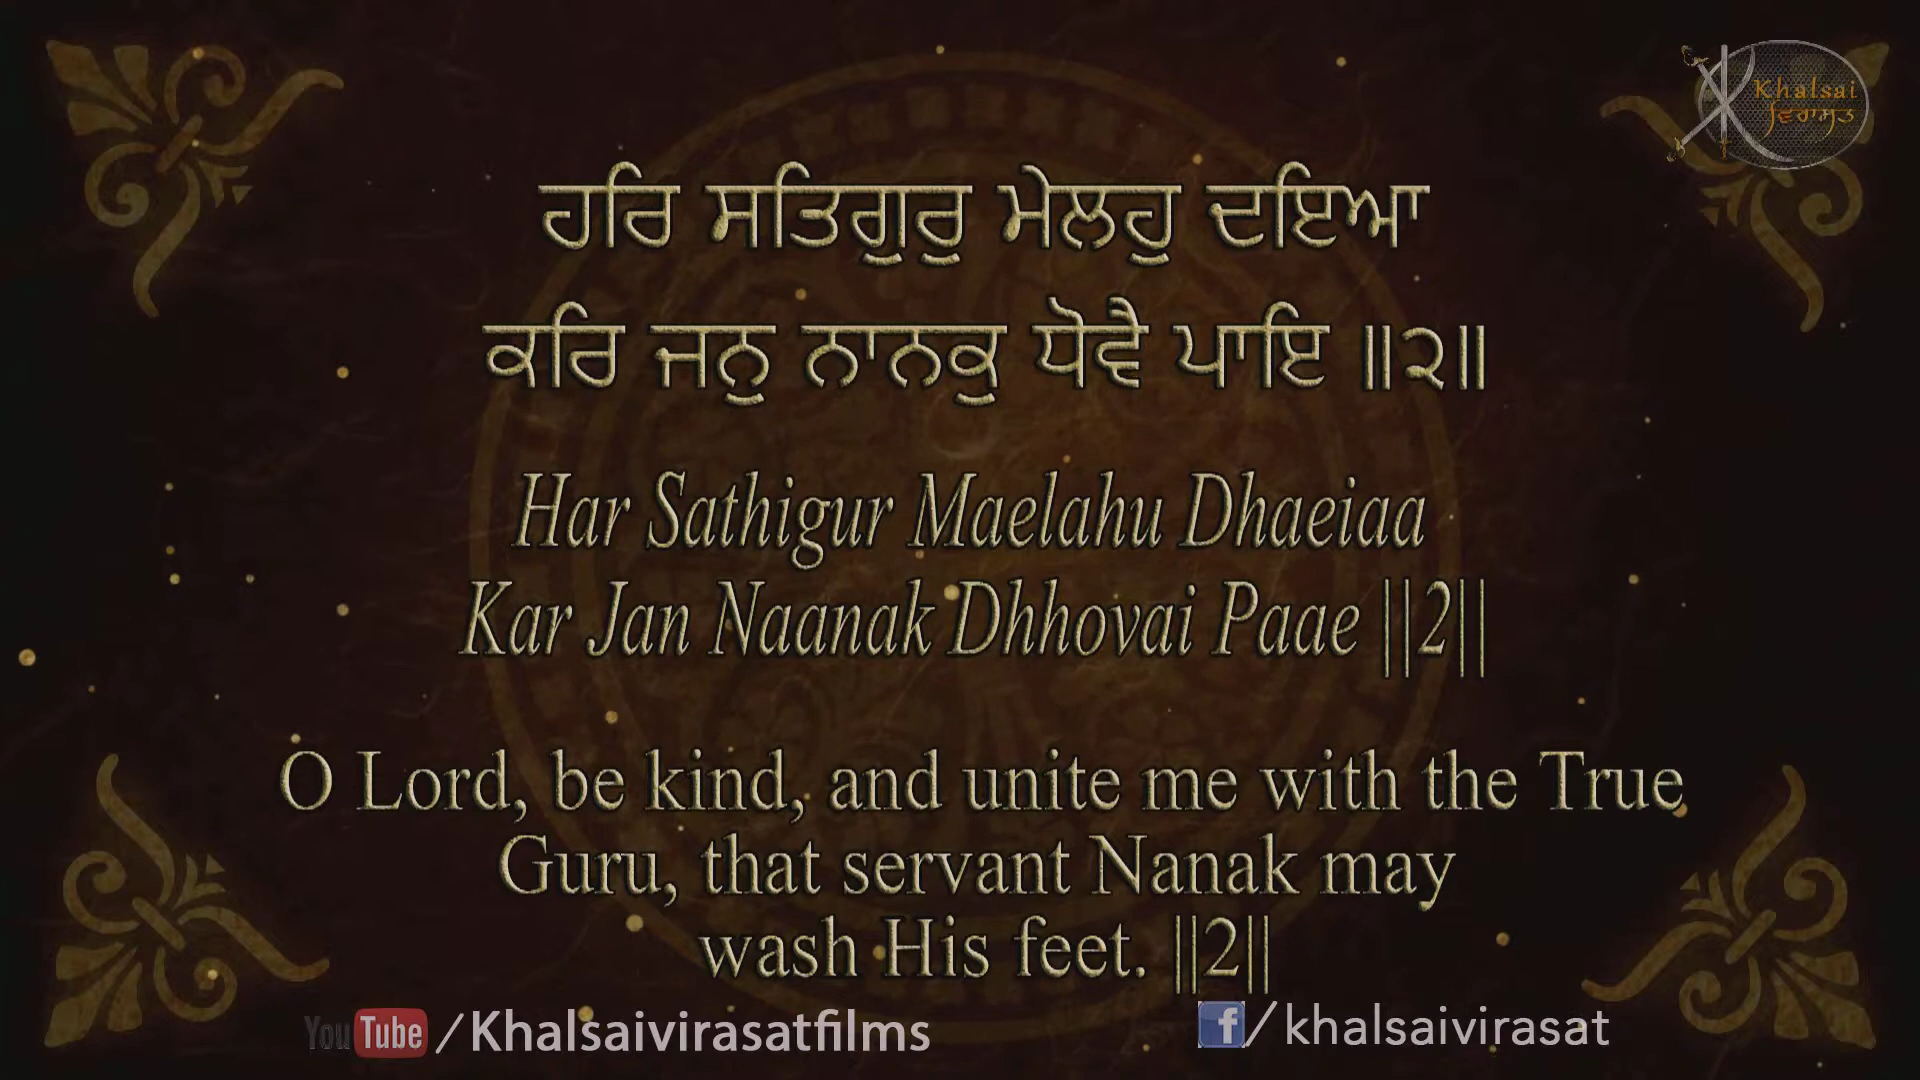 Khalsai
ਵਿਰਾਸਤ
ਹਰਿ ਸਤਿਗੁਰੁ ਮੇਲਹੁ ਦਇਆ
ਕਰਿ ਜਨੁ ਨਾਨਕੁ ਧੋਵੈ ਪਾਇ ॥੨॥
Har Sathigur Maelahu Dhaeiaa
Kar Jan Naanak Dhhovai Paae ||2||
O Lord, be kind, and unite me with the True
Guru, that servant Nanak may
wash His feet. ||2||
YouTube /Khalsaivirasatfilms
f/khalsaivirasat